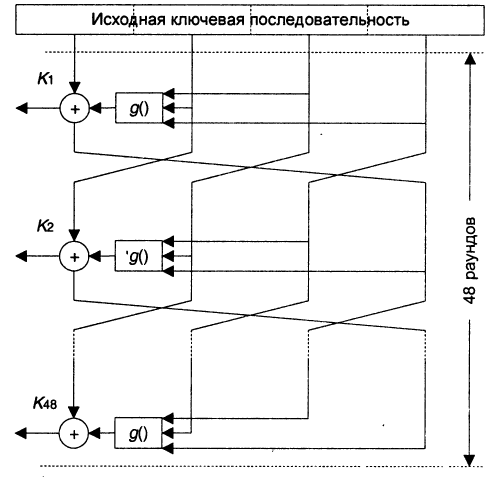 Исходная ключевая последовательность
K1
+
g()
K2
+
'g()
48 раундов
K48
+
g()